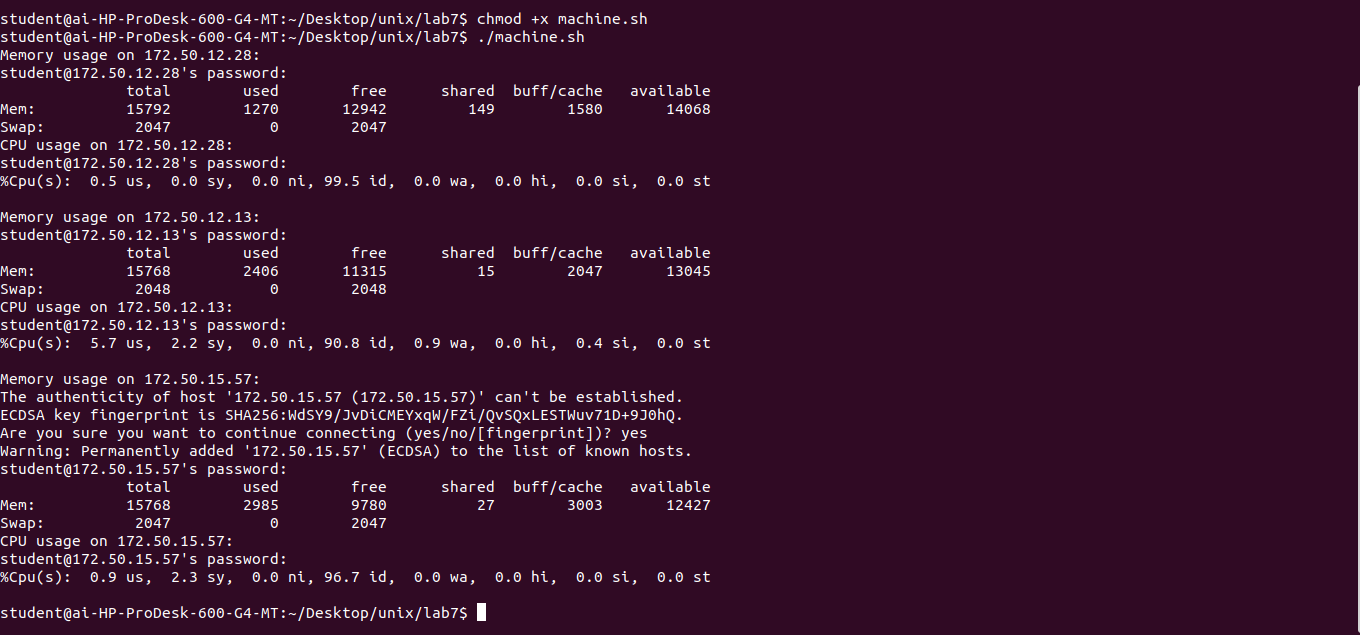 student@ai-HP-ProDesk-600-G4-MT:~/Desktop/unix/lab7$ chmod +x machine.sh
student@ai-HP-ProDesk-600-G4-MT:~/Desktop/unix/lab7$ ./machine.sh
Memory usage on 172.50.12.28:
student@172.50.12.28's password:
              total        used        free      shared  buff/cache   available
Mem:          15792        1270       12942         149        1580       14068
Swap:          2047           0        2047
CPU usage on 172.50.12.28:
student@172.50.12.28's password:
%Cpu(s):  0.5 us,  0.0 sy,  0.0 ni, 99.5 id,  0.0 wa,  0.0 hi,  0.0 si,  0.0 st
Memory usage on 172.50.12.13:
student@172.50.12.13's password:
              total        used        free      shared  buff/cache   available
Mem:          15768        2406       11315          15        2047       13045
Swap:          2048           0        2048
CPU usage on 172.50.12.13:
student@172.50.12.13's password:
%Cpu(s):  5.7 us,  2.2 sy,  0.0 ni, 90.8 id,  0.9 wa,  0.0 hi,  0.4 si,  0.0 st
Memory usage on 172.50.15.57:
The authenticity of host '172.50.15.57 (172.50.15.57)' can't be established.
ECDSA key fingerprint is SHA256:WdSY9/JvDiCMEYxqW/FZi/QvSQxLESTWuv71D+9J0hQ.
Are you sure you want to continue connecting (yes/no/[fingerprint])? yes
Warning: Permanently added '172.50.15.57' (ECDSA) to the list of known hosts.
student@172.50.15.57's password:
              total        used        free      shared  buff/cache   available
Mem:          15768        2985        9780          27        3003       12427
Swap:          2047           0        2047
CPU usage on 172.50.15.57:
student@172.50.15.57's password:
%Cpu(s):  0.9 us,  2.3 sy,  0.0 ni, 96.7 id,  0.0 wa,  0.0 hi,  0.0 si,  0.0 st
student@ai-HP-ProDesk-600-G4-MT:~/Desktop/unix/lab7$